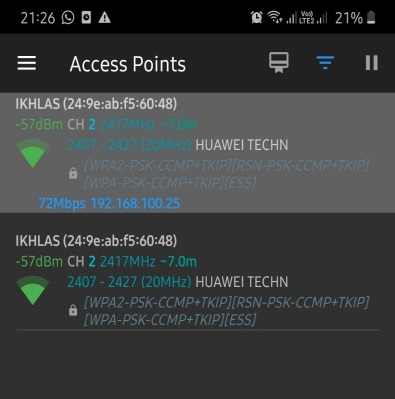 21:26 Vo)) LTE2 21%
Access Points
IKHLAS (24:9e:ab:f5:60:48)
-57dBm CH 2 2417MHz ~7.0m
2407 - 2427 (20MHz) HUAWEI TECHN
[WPA2-PSK-CCMP+TKIP][RSN-PSK-CCMP+TKIP]
[WPA-PSK-CCMP+TKIP][ESS]
72Mbps 192.168.100.25
IKHLAS (24:9e:ab:f5:60:48)
-57dBm CH 2 2417MHz ~7.0m
2407 - 2427 (20MHz) HUAWEI TECHN
[WPA2-PSK-CCMP+TKIP][RSN-PSK-CCMP+TKIP]
[WPA-PSK-CCMP+TKIP][ESS]